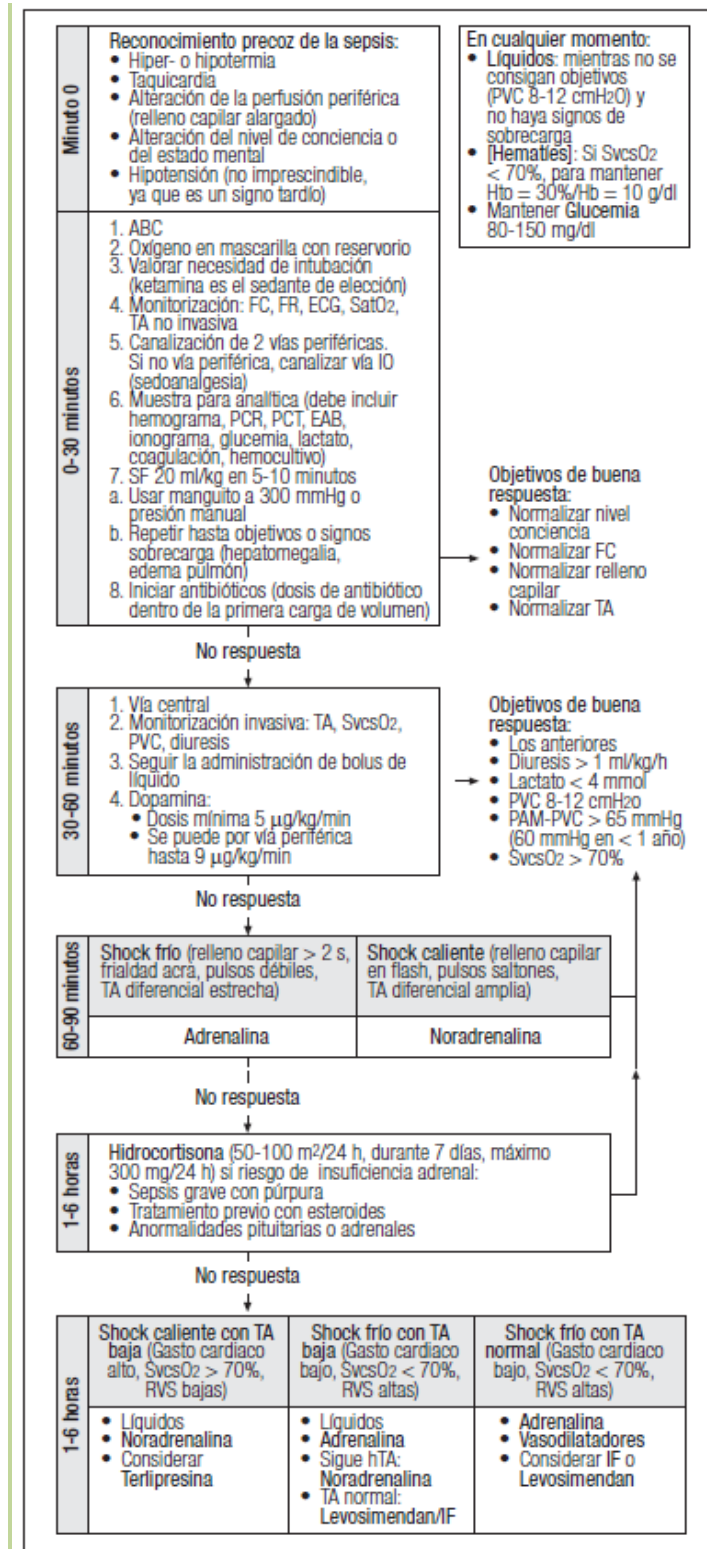 Minuto 0
Reconocimiento precoz de la sepsis:
• Hiper- o hipotermia
• Taquicardia
• Alteración de la perfusión periférica
(relleno capilar alargado)
• Alteración del nivel de conciencia o
del estado mental
• Hipotensión (no imprescindible,
ya que es un signo tardío)
En cualquier momento:
• Líquidos: mientras no se
consigan objetivos
(PVC 8-12 cmH2O) y
no haya signos de
sobrecarga
• [Hematíes]: Si SvcsO2
< 70%, para mantener
Hto = 30%/Hb = 10 g/dl
• Mantener Glucemia
80-150 mg/dl
0-30 minutos
1. ABC
2. Oxígeno en mascarilla con reservorio
3. Valorar necesidad de intubación
(ketamina es el sedante de elección)
4. Monitorización: FC, FR, ECG, SatO2,
TA no invasiva
5. Canalización de 2 vías periféricas.
Si no vía periférica, canalizar vía IO
(sedoanalgesia)
6. Muestra para analítica (debe incluir
hemograma, PCR, PCT, EAB,
ionograma, glucemia, lactato,
coagulación, hemocultivo)
7. SF 20 ml/kg en 5-10 minutos
a. Usar manguito a 300 mmHg o
presión manual
b. Repetir hasta objetivos o signos
sobrecarga (hepatomegalia,
edema pulmón)
8. Iniciar antibióticos (dosis de antibiótico
dentro de la primera carga de volumen)
Objetivos de buena
respuesta:
• Normalizar nivel
conciencia
• Normalizar FC
• Normalizar relleno
capilar
• Normalizar TA
No respuesta
30-60 minutos
1. Vía central
2. Monitorización invasiva: TA, SvcsO2,
PVC, diuresis
3. Seguir la administración de bolus de
líquido
4. Dopamina:
• Dosis mínima 5 µg/kg/min
• Se puede por vía periférica
hasta 9 µg/kg/min
Objetivos de buena
respuesta:
• Los anteriores
• Diuresis > 1 ml/kg/h
• Lactato < 4 mmol
• PVC 8-12 cmH2o
• PAM-PVC > 65 mmHg
(60 mmHg en < 1 año)
• SvcsO2 > 70%
No respuesta
60-90 minutos
Shock frío (relleno capilar > 2 s,
frialdad acra, pulsos débiles,
TA diferencial estrecha)
Adrenalina
Shock caliente (relleno capilar
en flash, pulsos saltones,
TA diferencial amplia)
Noradrenalina
No respuesta
1-6 horas
Hidrocortisona (50-100 m²/24 h, durante 7 días, máximo
300 mg/24 h) si riesgo de insuficiencia adrenal:
• Sepsis grave con púrpura
• Tratamiento previo con esteroides
• Anormalidades pituitarias o adrenales
No respuesta
1-6 horas
Shock caliente con TA
baja (Gasto cardiaco
alto, SvcsO2 > 70%,
RVS bajas)
• Líquidos
• Noradrenalina
• Considerar
Terlipresina
Shock frío con TA
baja (Gasto cardiaco
bajo, SvcsO2 < 70%,
RVS altas)
• Líquidos
• Adrenalina
• Sigue hTA:
Noradrenalina
• TA normal:
Levosimendan/IF
Shock frío con TA
normal (Gasto cardiaco
bajo, SvcsO2 < 70%,
RVS altas)
• Adrenalina
• Vasodilatadores
• Considerar IF o
Levosimendan